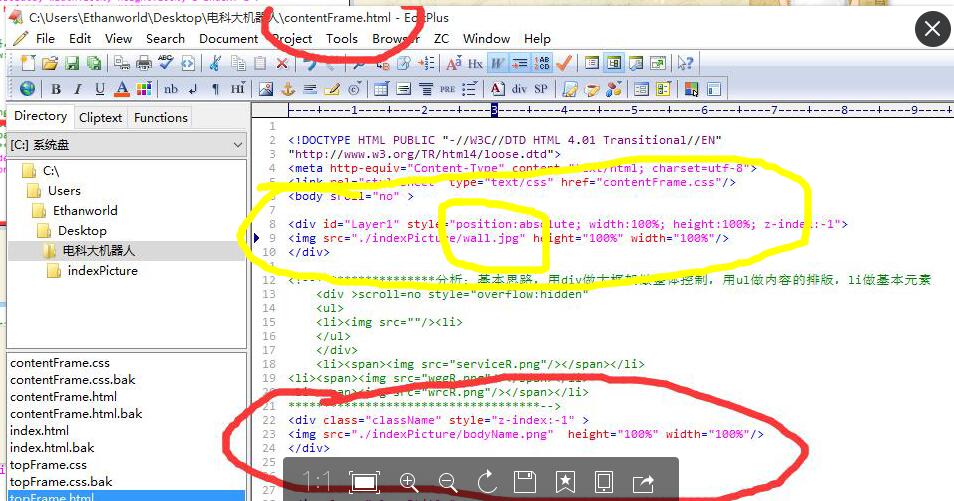 C:\Users\Ethanworld\Desktop\电科大机器人\contentFrame.html - EditPlus
File Edit View Search Document Project Tools Browser ZC Window Help
B I U A nb ¶ HI PRE A div SP
Directory Cliptext Functions
[C:] 系统盘
C:\
Users
Ethanworld
Desktop
电科大机器人
indexPicture
contentFrame.css
contentFrame.css.bak
contentFrame.html
contentFrame.html.bak
index.html
index.html.bak
topFrame.css
topFrame.css.bak
topFrame.html
----+----1----+----2----+----3----+----4----+----5----+----6----+----7----+----8----+----9--
1
2 <!DOCTYPE HTML PUBLIC "-//W3C//DTD HTML 4.01 Transitional//EN"
3 "http://www.w3.org/TR/html4/loose.dtd">
4 <meta http-equiv="Content-Type" content="text/html; charset=utf-8">
5 <link rel="stylesheet" type="text/css" href="contentFrame.css"/>
6 <body sroll="no" >
7
8 <div id="Layer1" style="position:absolute; width:100%; height:100%; z-index:-1">
9 <img src="./indexPicture/wall.jpg" height="100%" width="100%"/>
10 </div>
11
12 分析：基本思路，用div做大框架做整体控制，用ul做内容的排版，li做基本元素
13 <div >scroll=no style="overflow:hidden"
14 <ul>
15 <li><img src=""/><li>
16 </ul>
17 </div>
18 <li><span><img src="serviceR.png"/></span></li>
19 <li><span><img src="wggR.png"/></span></li>
20 <li><span><img src="wrcR.png"/></span></li>
21 **********************************-->
22 <div class="className" style="z-index:-1" >
23 <img src="./indexPicture/bodyName.png" height="100%" width="100%"/>
24 </div>
25
1:1